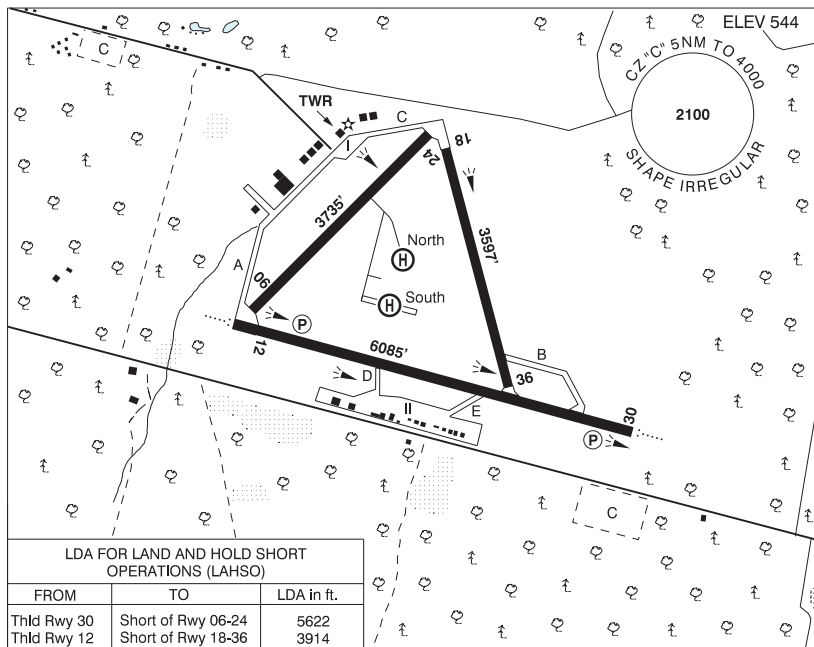 ELEV 544
C
CZ "C" 5NM TO 4000
2100
SHAPE IRREGULAR
TWR
C
I
18
24
3735'
3597'
North
H
South
H
A
06
P
12
6085'
B
D
36
II
E
30
P
C
LDA FOR LAND AND HOLD SHORT
OPERATIONS (LAHSO)
FROM TO LDA in ft.
Thld Rwy 30 Short of Rwy 06-24 5622
Thld Rwy 12 Short of Rwy 18-36 3914